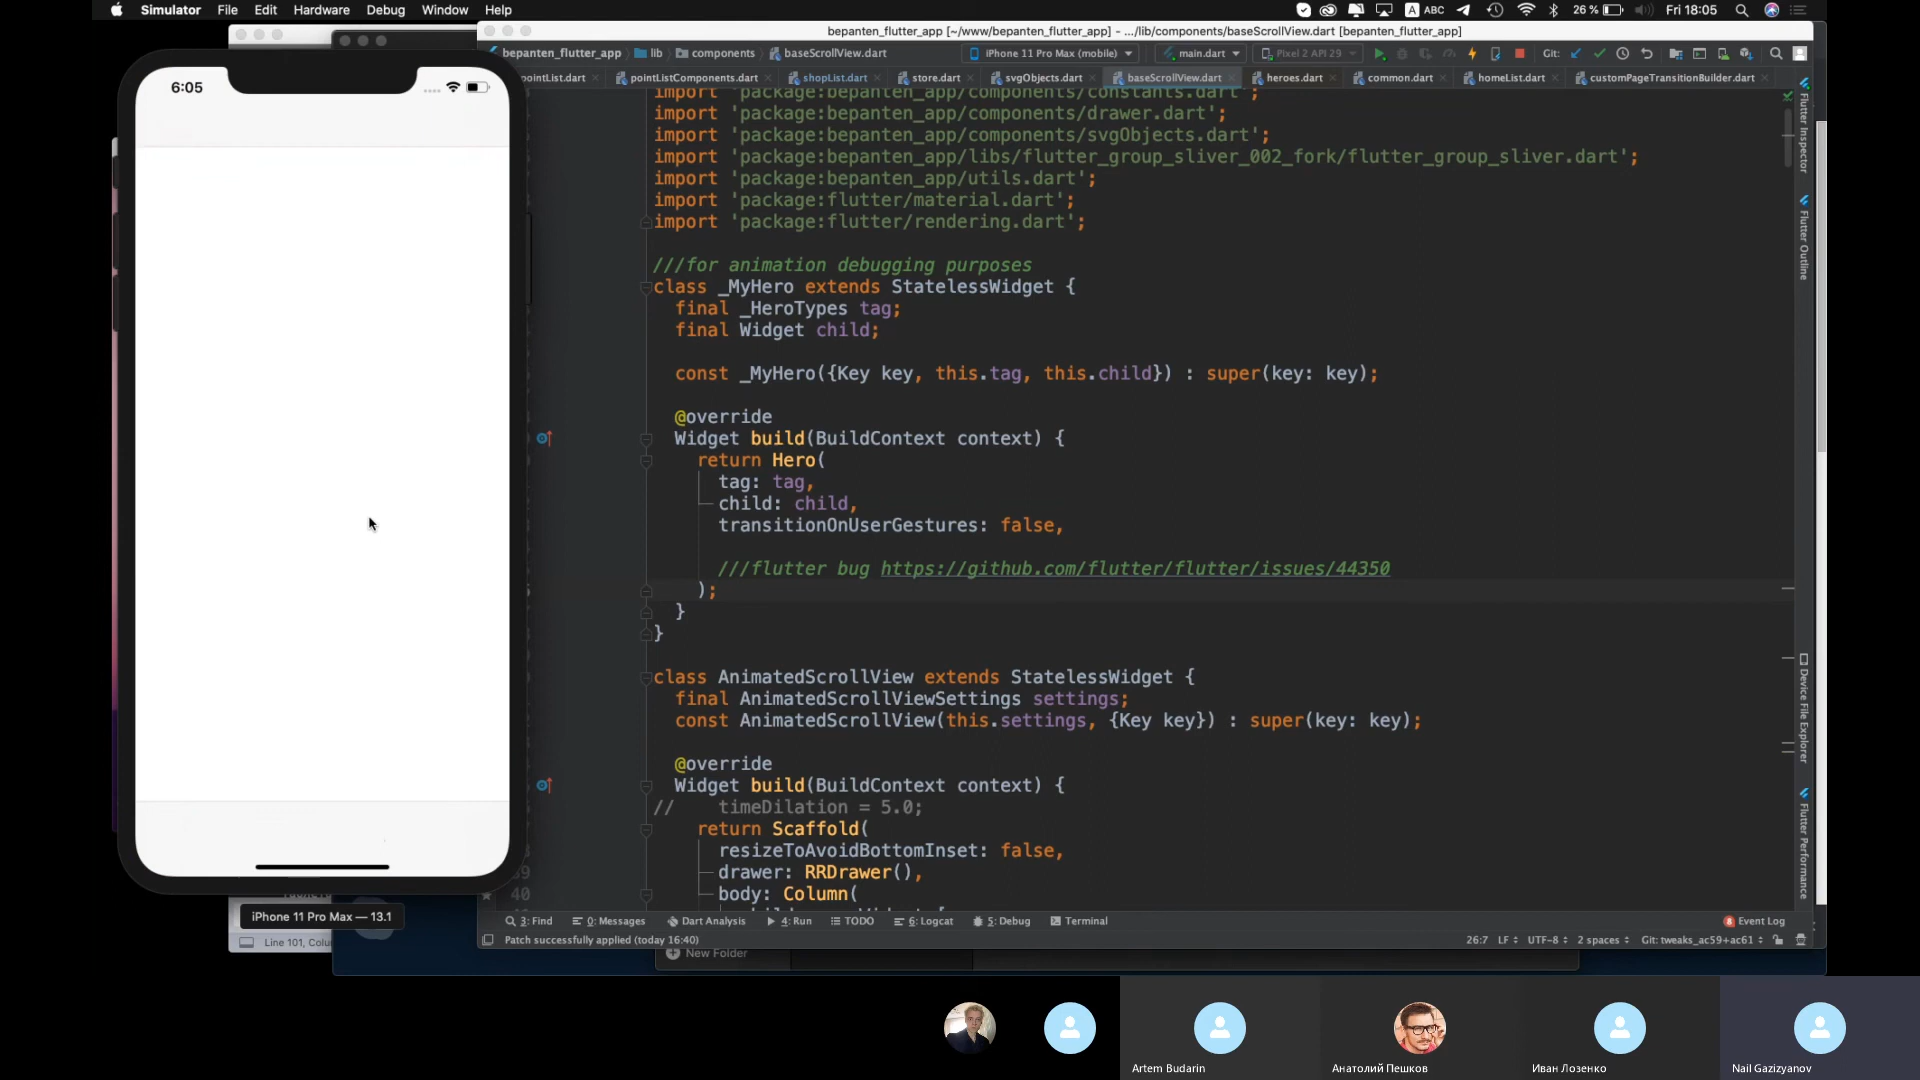 Simulator File Edit Hardware Debug Window Help
A ABC 26 % Fri 18:05
bepanten_flutter_app [~/www/bepanten_flutter_app] - .../lib/components/baseScrollView.dart [bepanten_flutter_app]
bepanten_flutter_app lib components baseScrollView.dart iPhone 11 Pro Max (mobile) main.dart Pixel 2 API 29 Git:
pointList.dart pointListComponents.dart shopList.dart store.dart svgObjects.dart baseScrollView.dart heroes.dart common.dart homeList.dart customPageTransitionBuilder.dart
6:05
import 'package:bepanten_app/components/constants.dart';
import 'package:bepanten_app/components/drawer.dart';
import 'package:bepanten_app/components/svgObjects.dart';
import 'package:bepanten_app/libs/flutter_group_sliver_002_fork/flutter_group_sliver.dart';
import 'package:bepanten_app/utils.dart';
import 'package:flutter/material.dart';
import 'package:flutter/rendering.dart';
///for animation debugging purposes
class _MyHero extends StatelessWidget {
final _HeroTypes tag;
final Widget child;
const _MyHero({Key key, this.tag, this.child}) : super(key: key);
@override
Widget build(BuildContext context) {
return Hero(
tag: tag,
child: child,
transitionOnUserGestures: false,
///flutter bug https://github.com/flutter/flutter/issues/44350
);
}
}
class AnimatedScrollView extends StatelessWidget {
final AnimatedScrollViewSettings settings;
const AnimatedScrollView(this.settings, {Key key}) : super(key: key);
@override
Widget build(BuildContext context) {
// timeDilation = 5.0;
return Scaffold(
resizeToAvoidBottomInset: false,
39 drawer: RRDrawer(),
40 body: Column(
Flutter Inspector
Flutter Outline
Device File Explorer
Flutter Performance
iPhone 11 Pro Max — 13.1
3: Find 0: Messages Dart Analysis 4: Run TODO 6: Logcat 5: Debug Terminal 8 Event Log
Line 101, Colu
Patch successfully applied (today 16:40) 26:7 LF UTF-8 2 spaces Git: tweaks_ac59+ac61
New Folder
Artem Budarin
Анатолий Пешков
Иван Лозенко
Nail Gazizyanov